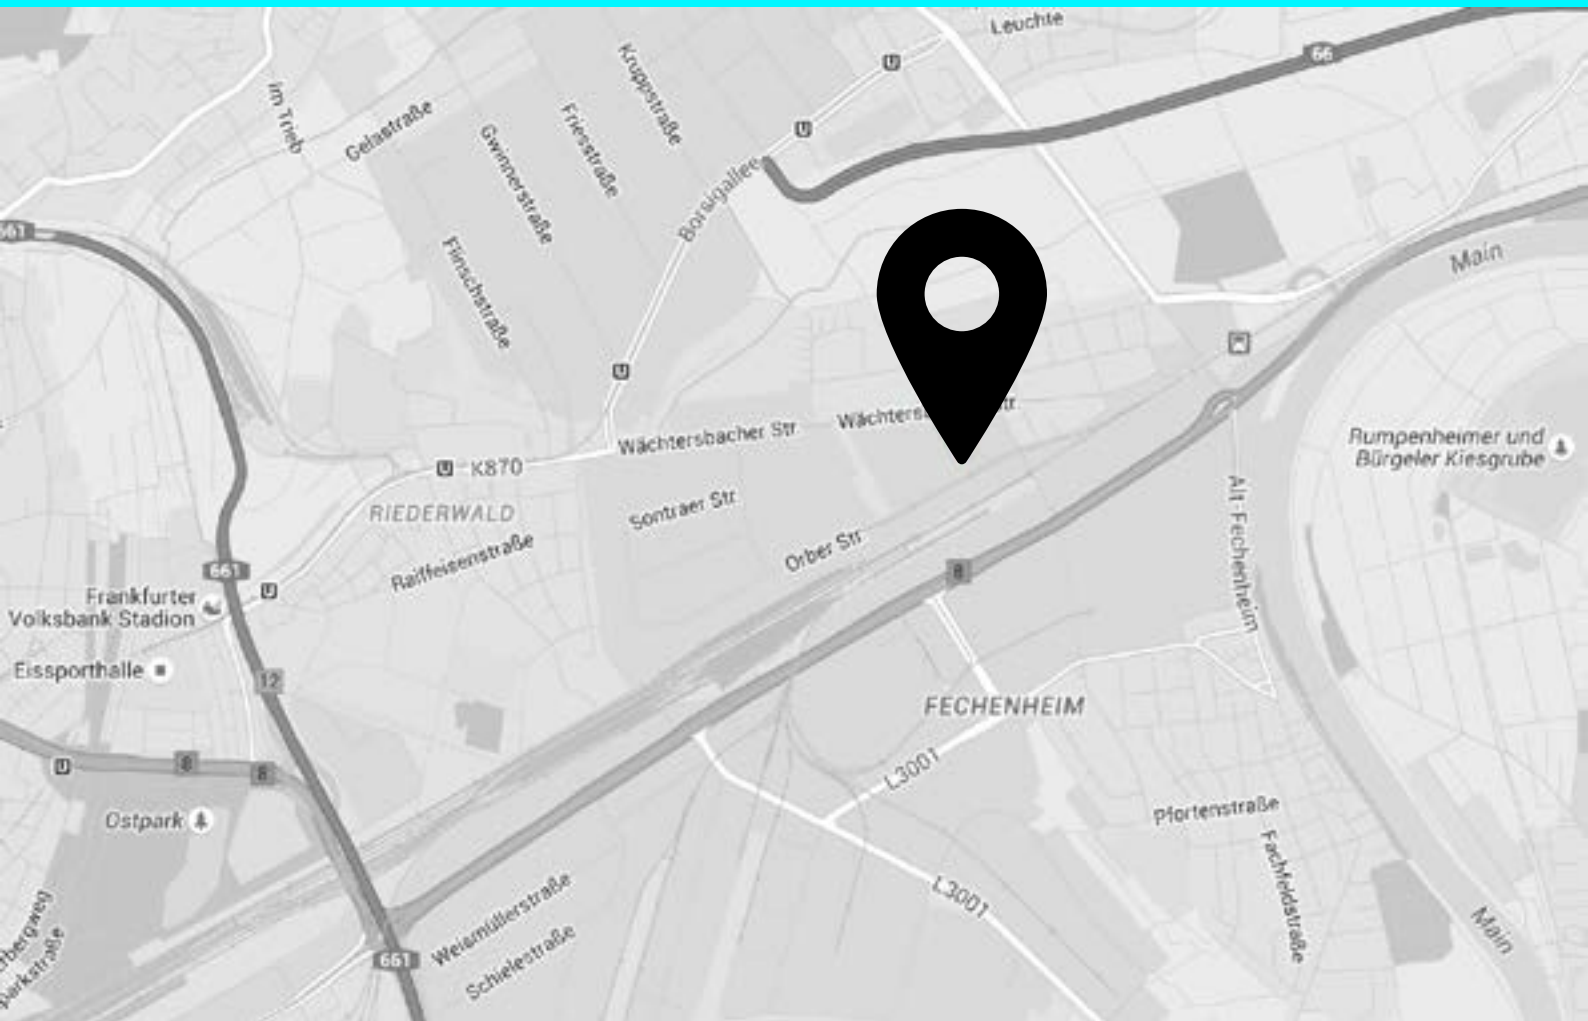 Leuchte
66
Kruppstraße
im Trieb
Gelastraße
Friesstraße
Gwinnerstraße
Borsigallee
661
Flinschstraße
Main
Wächtersbacher Str
Rumpenheimer und
Bürgeler Kiesgrube
K870
RIEDERWALD
Sontraer Str
Alt-Fechenheim
Raiffeisenstraße
Orber Str
661
8
Frankfurter
Volksbank Stadion
Eissporthalle
12
FECHENHEIM
8
8
L3001
Ostpark
Pfortenstraße
Fachfeldstraße
L3001
Weismüllerstraße
Schielestraße
661
Main
U
U
U
U
U
U